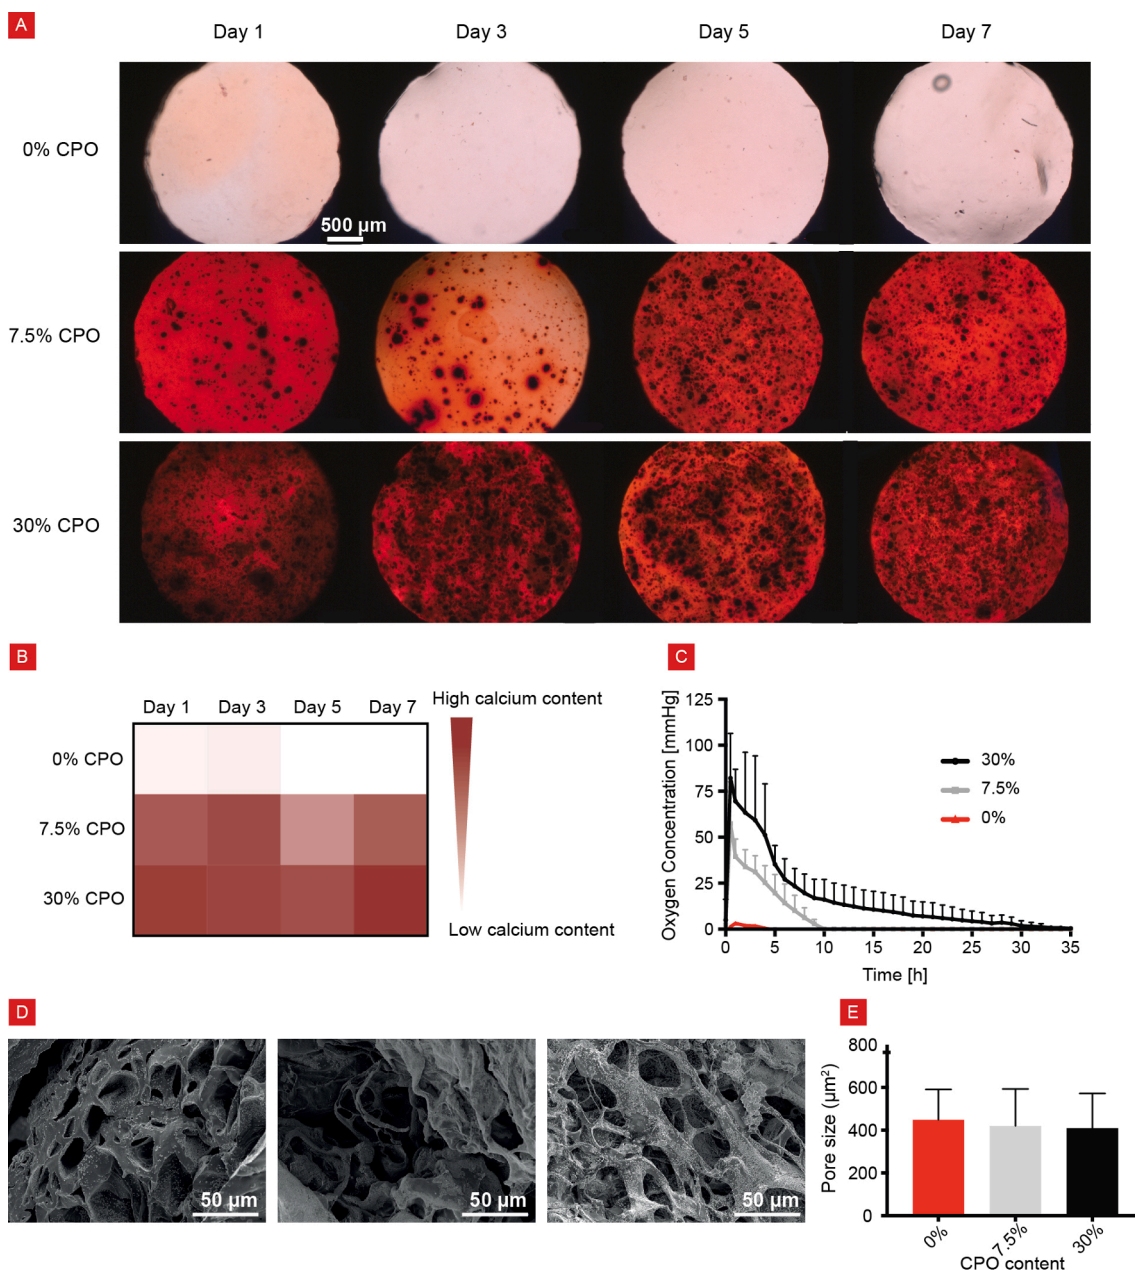 A
Day 1 Day 3 Day 5 Day 7
0% CPO
500 µm
7.5% CPO
30% CPO
B
High calcium content
Day 1 Day 3 Day 5 Day 7
0% CPO
7.5% CPO
30% CPO
Low calcium content
C
Oxygen Concentration [mmHg]
125
100
75
50
25
0
30%
7.5%
0%
0 5 10 15 20 25 30 35
Time [h]
D
50 µm 50 µm 50 µm
E
Pore size (µm²)
800
600
400
200
0
0% 7.5% 30%
CPO content